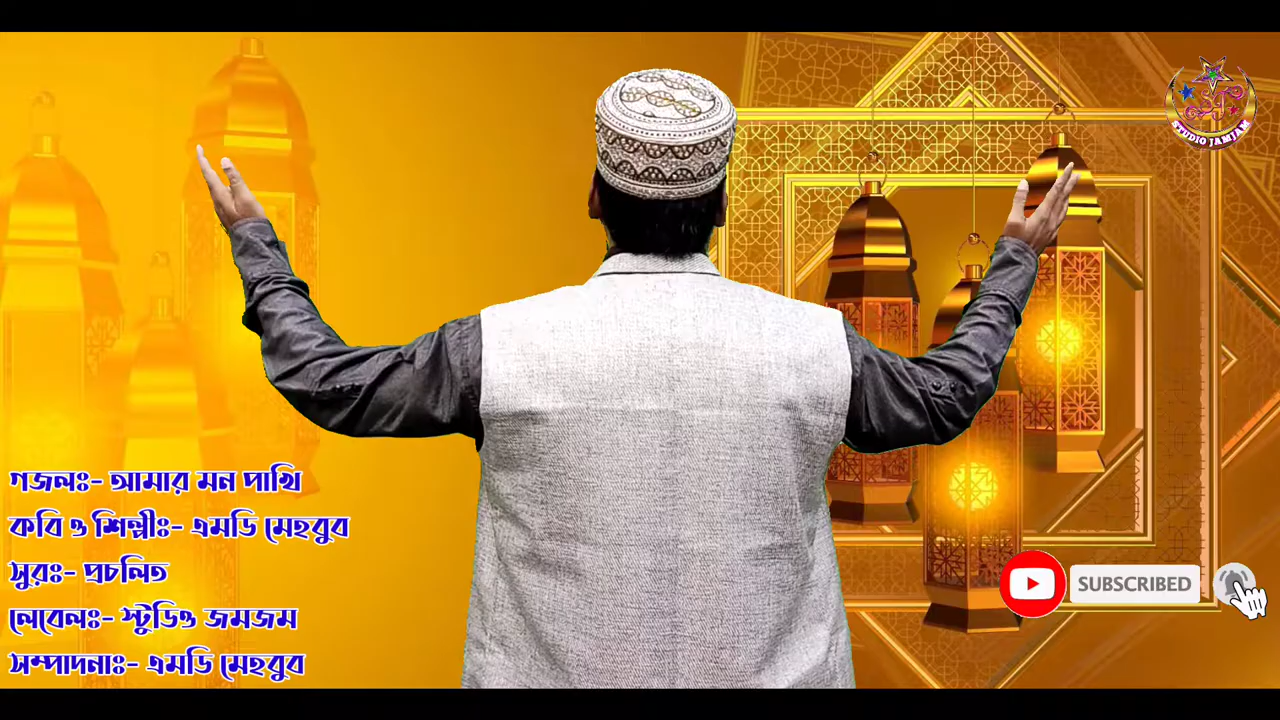 STUDIO JAMJAM
গজলঃ- আমার মন পাখি
কবি ও শিল্পীঃ- এমডি মেহবুব
সুরঃ- প্রচলিত
লেবেলঃ- স্টুডিও জমজম
সম্পাদনাঃ- এমডি মেহবুব
SUBSCRIBED